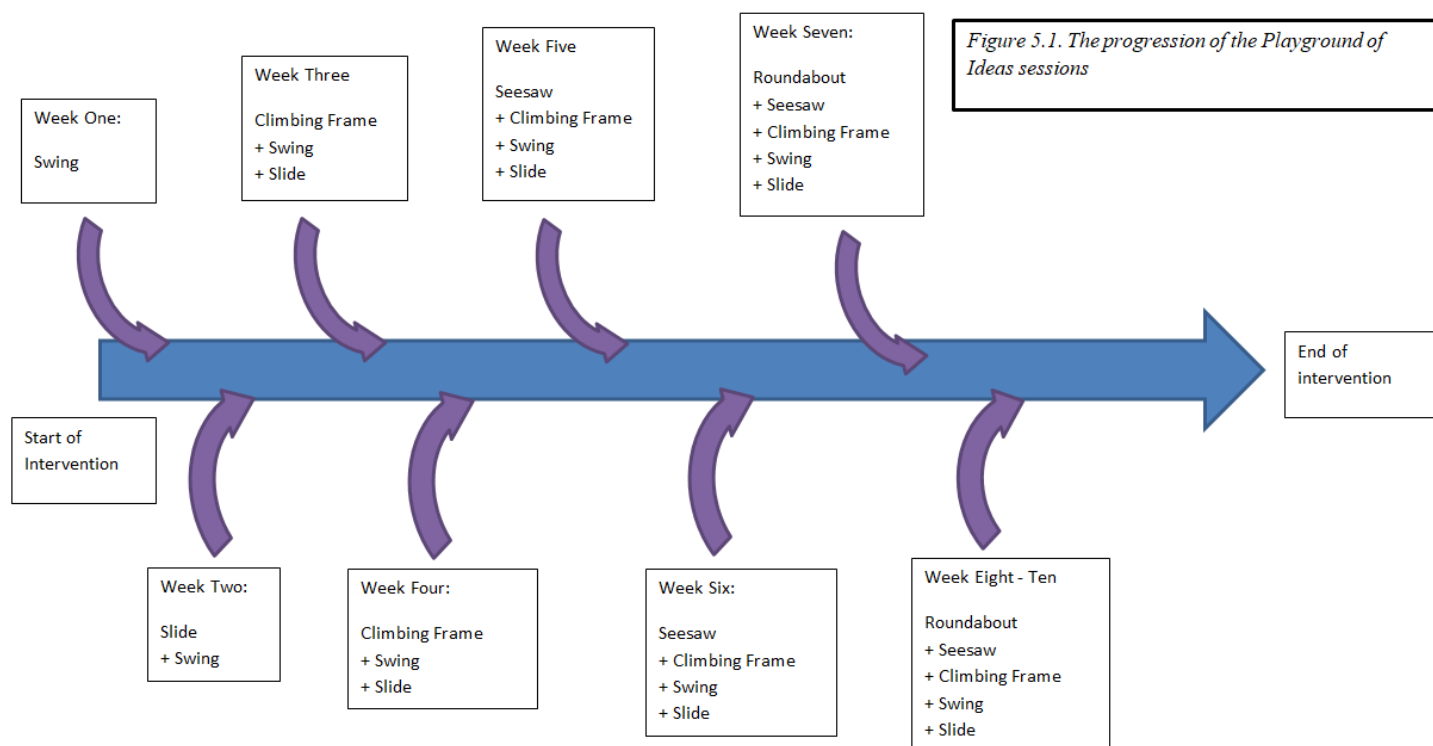 Figure 5.1. The progression of the Playground of
Ideas sessions
Start of
Intervention
Week One:
Swing
Week Two:
Slide
+ Swing
Week Three
Climbing Frame
+ Swing
+ Slide
Week Four:
Climbing Frame
+ Swing
+ Slide
Week Five
Seesaw
+ Climbing Frame
+ Swing
+ Slide
Week Six:
Seesaw
+ Climbing Frame
+ Swing
+ Slide
Week Seven:
Roundabout
+ Seesaw
+ Climbing Frame
+ Swing
+ Slide
Week Eight - Ten
Roundabout
+ Seesaw
+ Climbing Frame
+ Swing
+ Slide
End of
intervention